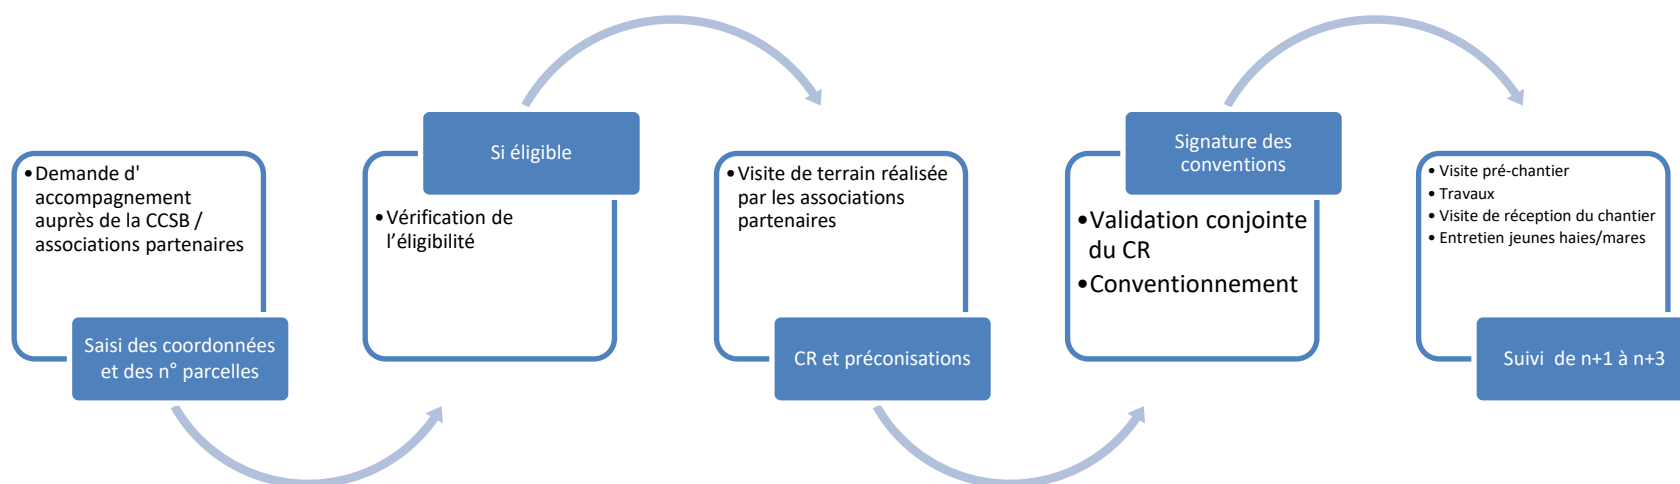 •Demande d'
accompagnement
auprès de la CCSB /
associations partenaires
Saisi des coordonnées
et des n° parcelles
Si éligible
•Vérification de
l'éligibilité
•Visite de terrain réalisée
par les associations
partenaires
CR et préconisations
Signature des
conventions
•Validation conjointe
du CR
•Conventionnement
• Visite pré-chantier
• Travaux
• Visite de réception du chantier
• Entretien jeunes haies/mares
Suivi de n+1 à n+3